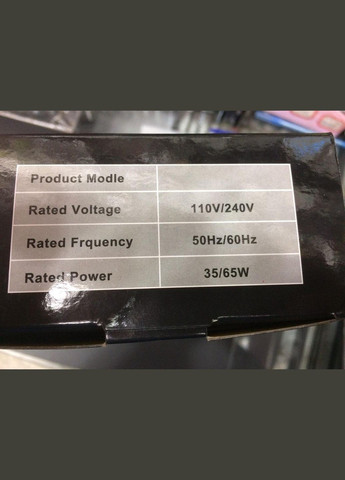 Product Modle
Rated Voltage 110V/240V
Rated Frquency 50Hz/60Hz
Rated Power 35/65W